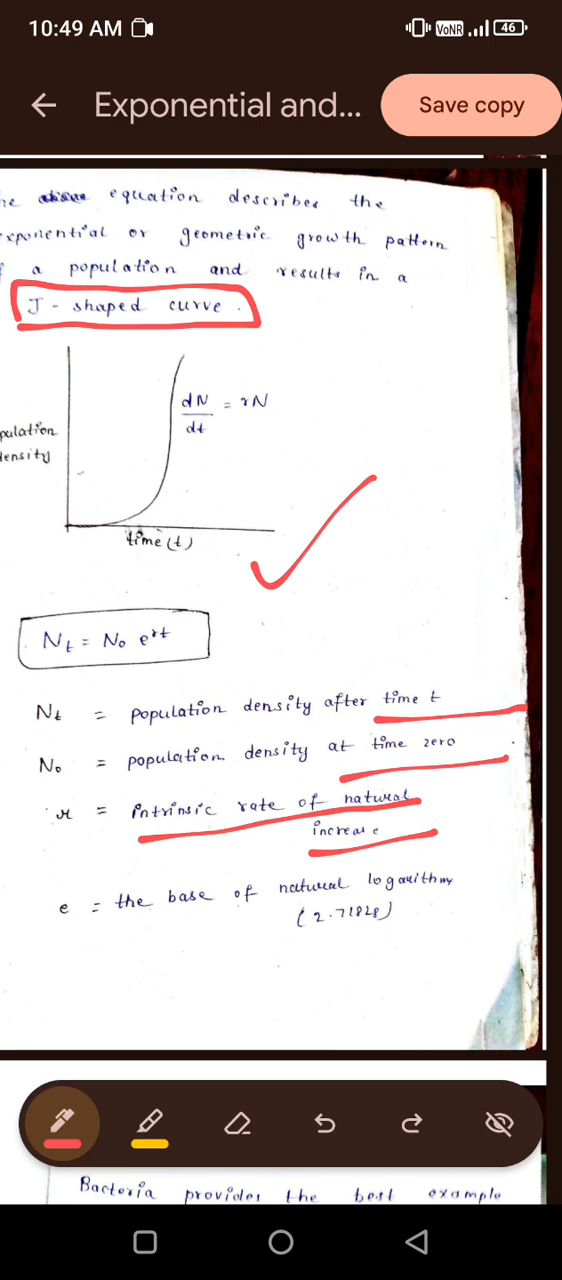 10:49 AM
VoNR 46
Exponential and...
Save copy
equation describes the
exponential or geometric growth pattern
a population and results in a
J - shaped curve.
dN/dt = rN
pulation
density
time (t)
Nt = N0 e^rt
Nt = population density after time t
N0 = population density at time zero
r = intrinsic rate of natural
increase
e = the base of natural logarithm
(2.71828)
Bacteria provides the best example